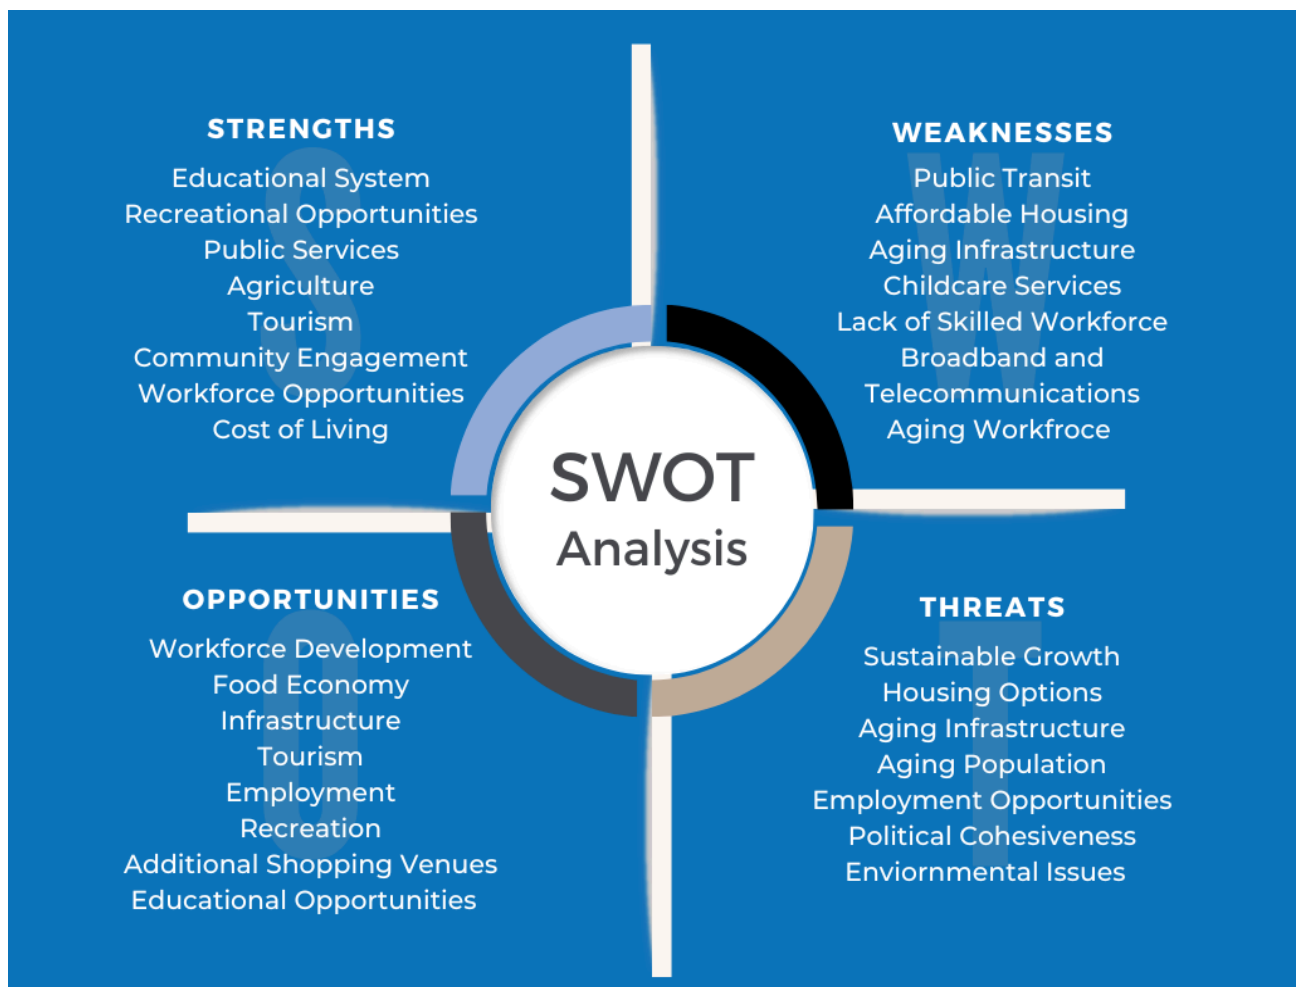 STRENGTHS
Educational System
Recreational Opportunities
Public Services
Agriculture
Tourism
Community Engagement
Workforce Opportunities
Cost of Living
WEAKNESSES
Public Transit
Affordable Housing
Aging Infrastructure
Childcare Services
Lack of Skilled Workforce
Broadband and
Telecommunications
Aging Workfroce
SWOT
Analysis
OPPORTUNITIES
Workforce Development
Food Economy
Infrastructure
Tourism
Employment
Recreation
Additional Shopping Venues
Educational Opportunities
THREATS
Sustainable Growth
Housing Options
Aging Infrastructure
Aging Population
Employment Opportunities
Political Cohesiveness
Enviornmental Issues
S
W
O
T